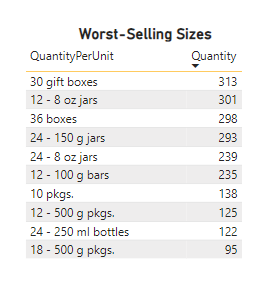 Worst-Selling Sizes
QuantityPerUnit Quantity
30 gift boxes 313
12 - 8 oz jars 301
36 boxes 298
24 - 150 g jars 293
24 - 8 oz jars 239
12 - 100 g bars 235
10 pkgs. 138
12 - 500 g pkgs. 125
24 - 250 ml bottles 122
18 - 500 g pkgs. 95